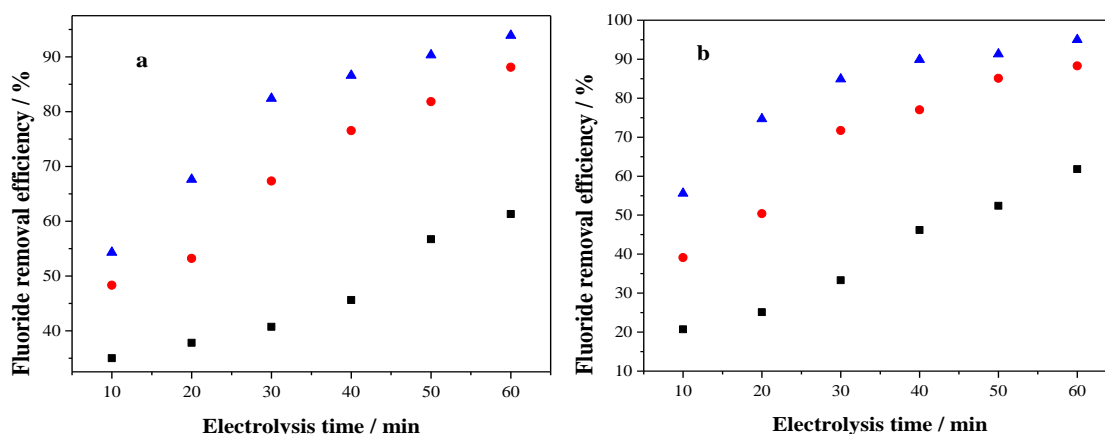 a
Fluoride removal efficiency / %
90
80
70
60
50
40
10 20 30 40 50 60
Electrolysis time / min
b
Fluoride removal efficiency / %
100
90
80
70
60
50
40
30
20
10
10 20 30 40 50 60
Electrolysis time / min